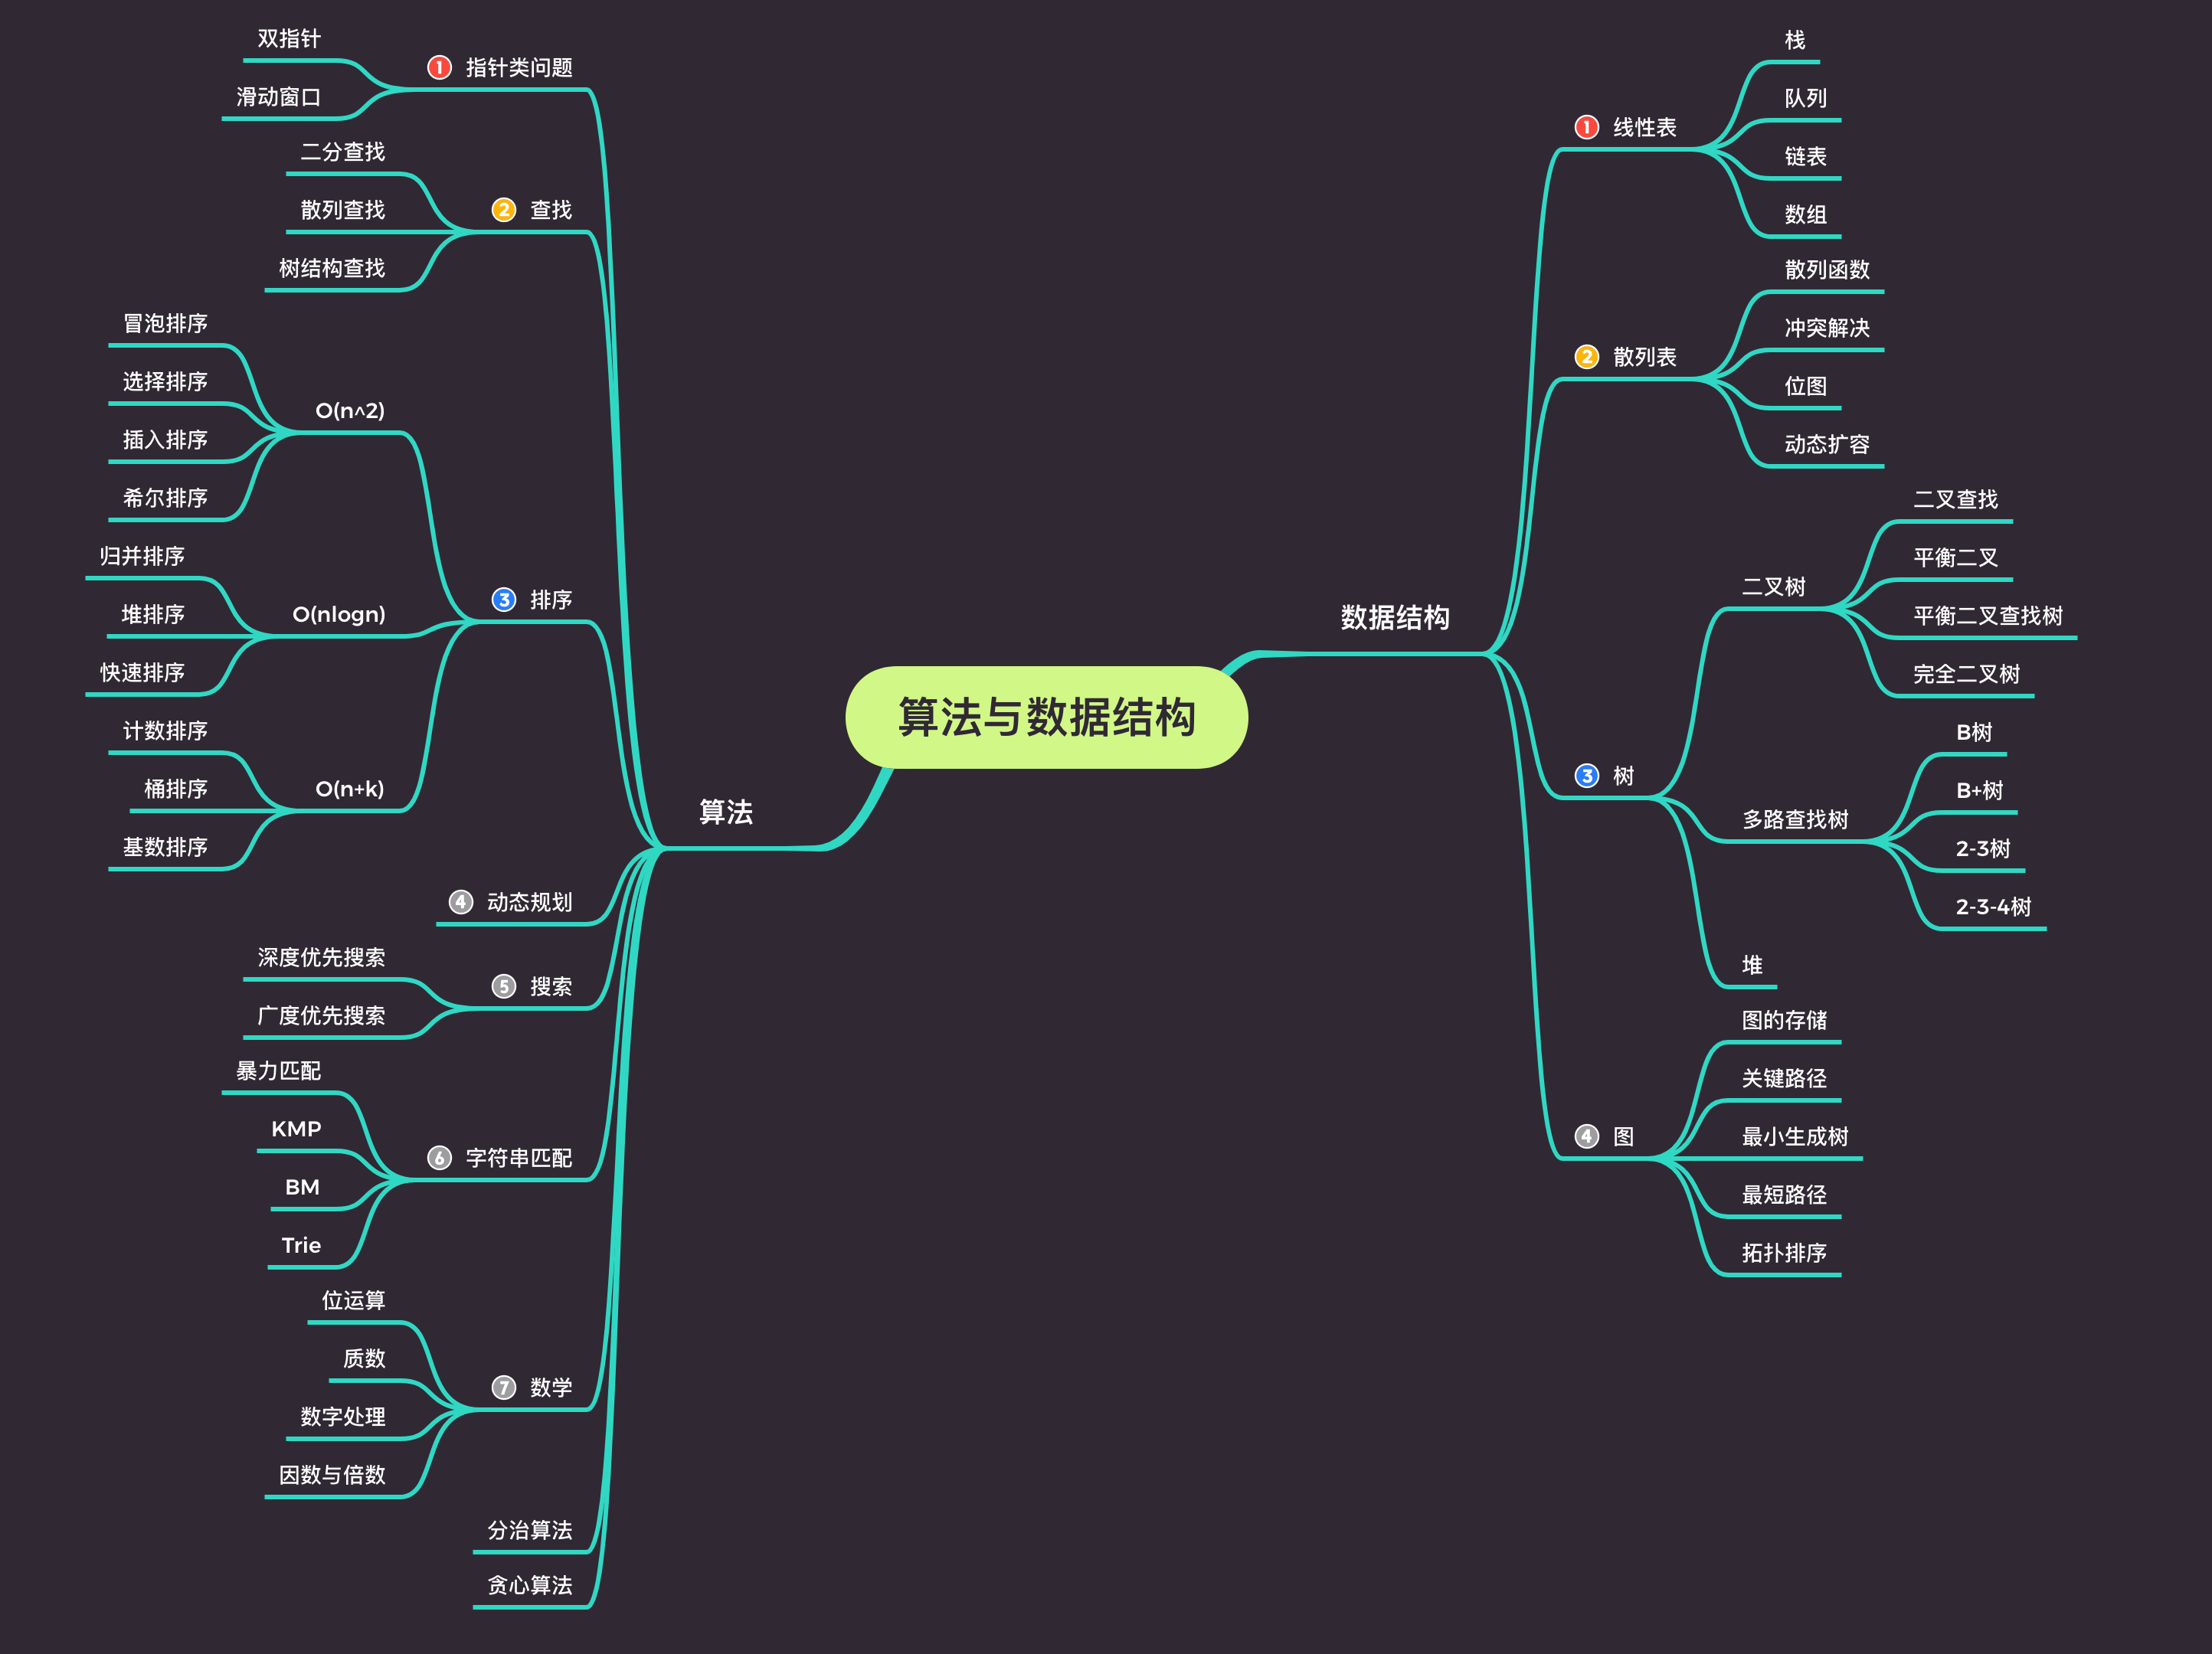 算法与数据结构
数据结构
1 线性表
栈
队列
链表
数组
2 散列表
散列函数
冲突解决
位图
动态扩容
3 树
二叉树
二叉查找
平衡二叉
平衡二叉查找树
完全二叉树
多路查找树
B树
B+树
2-3树
2-3-4树
堆
4 图
图的存储
关键路径
最小生成树
最短路径
拓扑排序
算法
1 指针类问题
双指针
滑动窗口
2 查找
二分查找
散列查找
树结构查找
3 排序
O(n^2)
冒泡排序
选择排序
插入排序
希尔排序
O(nlogn)
归并排序
堆排序
快速排序
O(n+k)
计数排序
桶排序
基数排序
4 动态规划
5 搜索
深度优先搜索
广度优先搜索
6 字符串匹配
暴力匹配
KMP
BM
Trie
7 数学
位运算
质数
数字处理
因数与倍数
分治算法
贪心算法